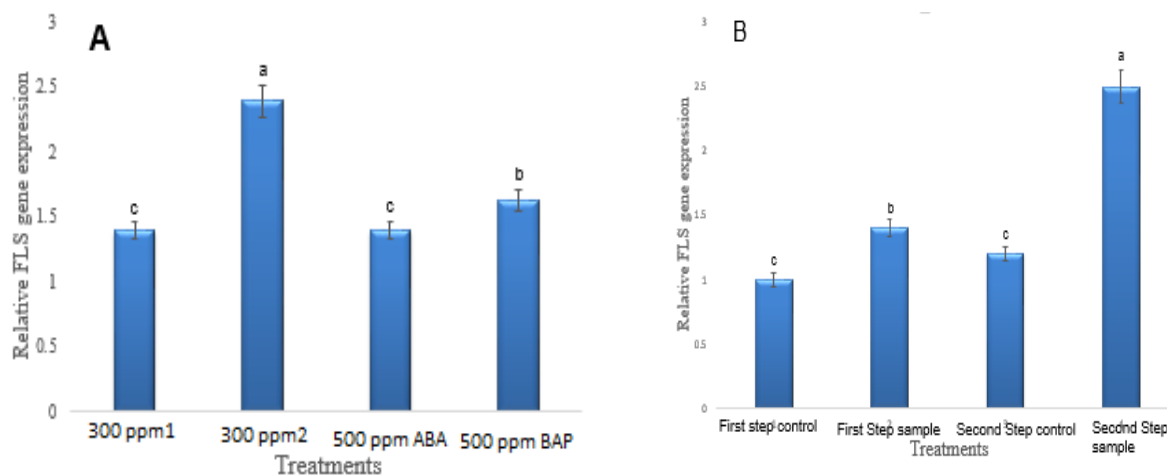 A
Relative FLS gene expression
3
2.5
2
1.5
1
0.5
0
a
b
c
c
300 ppm1
300 ppm2
500 ppm ABA
500 ppm BAP
Treatments
B
Relative FLS gene expression
3
2.5
2
1.5
1
0.5
0
c
b
c
a
First step control
First Step sample
Second Step control
Second Step
sample
Treatments